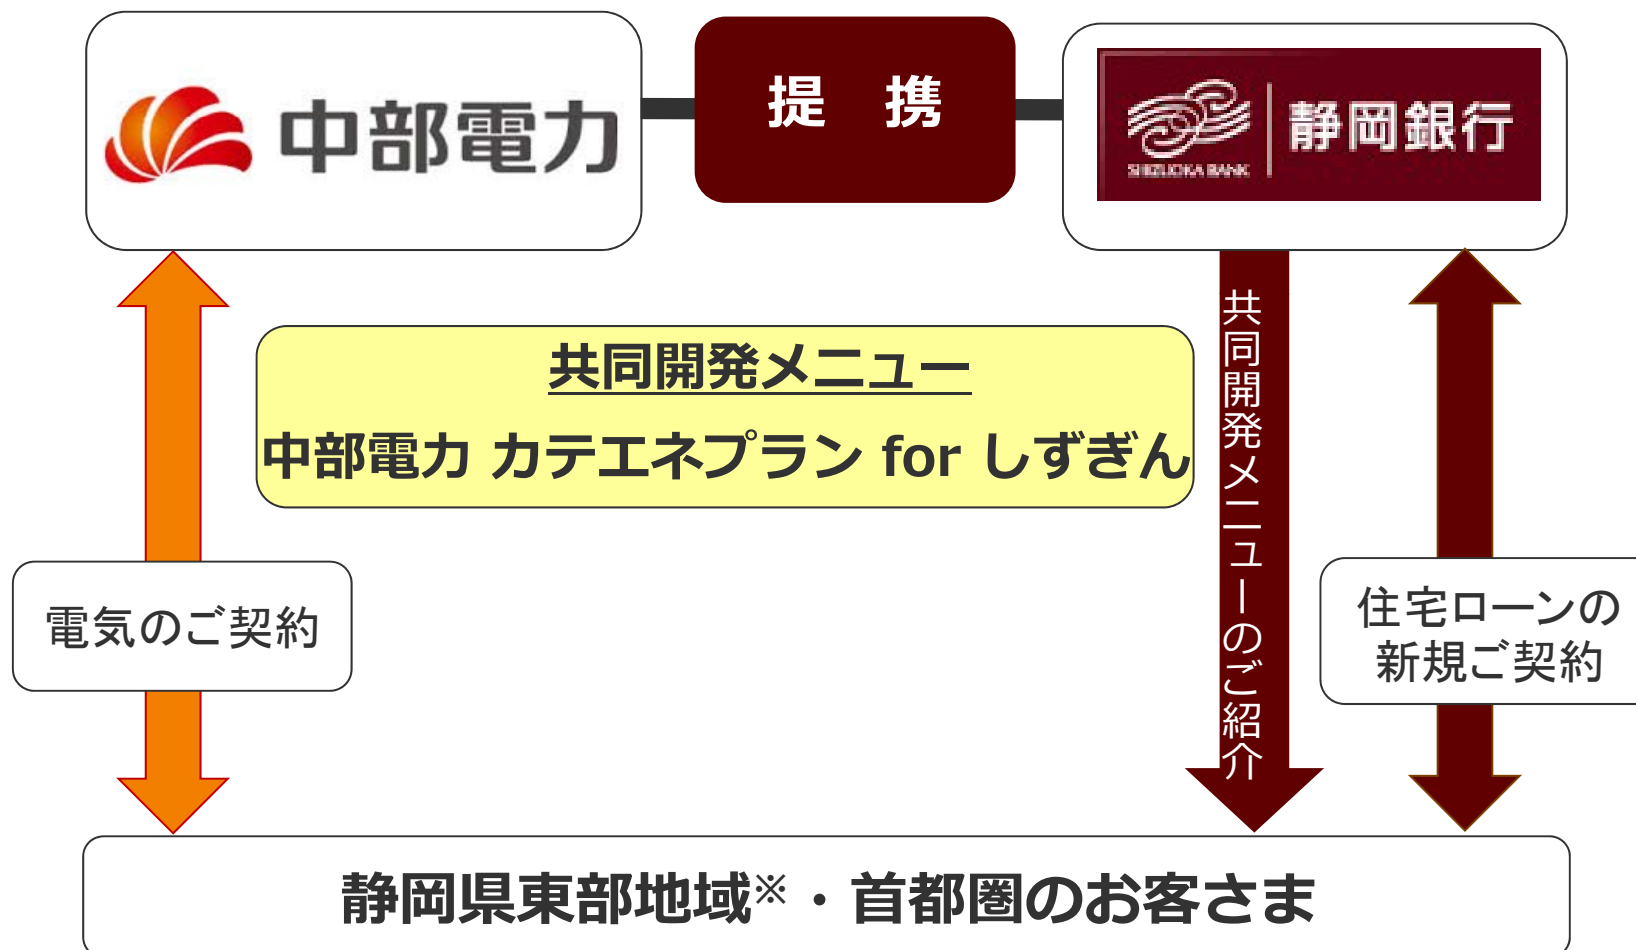 中部電力
提 携
SHIZUOKA BANK
静岡銀行
共同開発メニュー
中部電力 カテエネプラン for しずぎん
共同開発メニューのご紹介
電気のご契約
住宅ローンの
新規ご契約
静岡県東部地域※・首都圏のお客さま